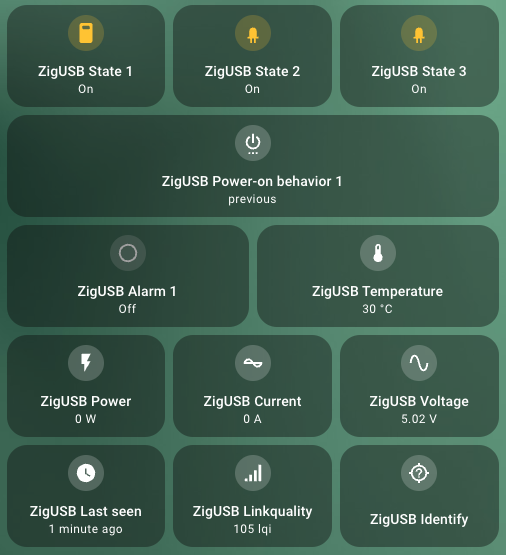 ZigUSB State 1
On
ZigUSB State 2
On
ZigUSB State 3
On
ZigUSB Power-on behavior 1
previous
ZigUSB Alarm 1
Off
ZigUSB Temperature
30 °C
ZigUSB Power
0 W
ZigUSB Current
0 A
ZigUSB Voltage
5.02 V
ZigUSB Last seen
1 minute ago
ZigUSB Linkquality
105 lqi
ZigUSB Identify